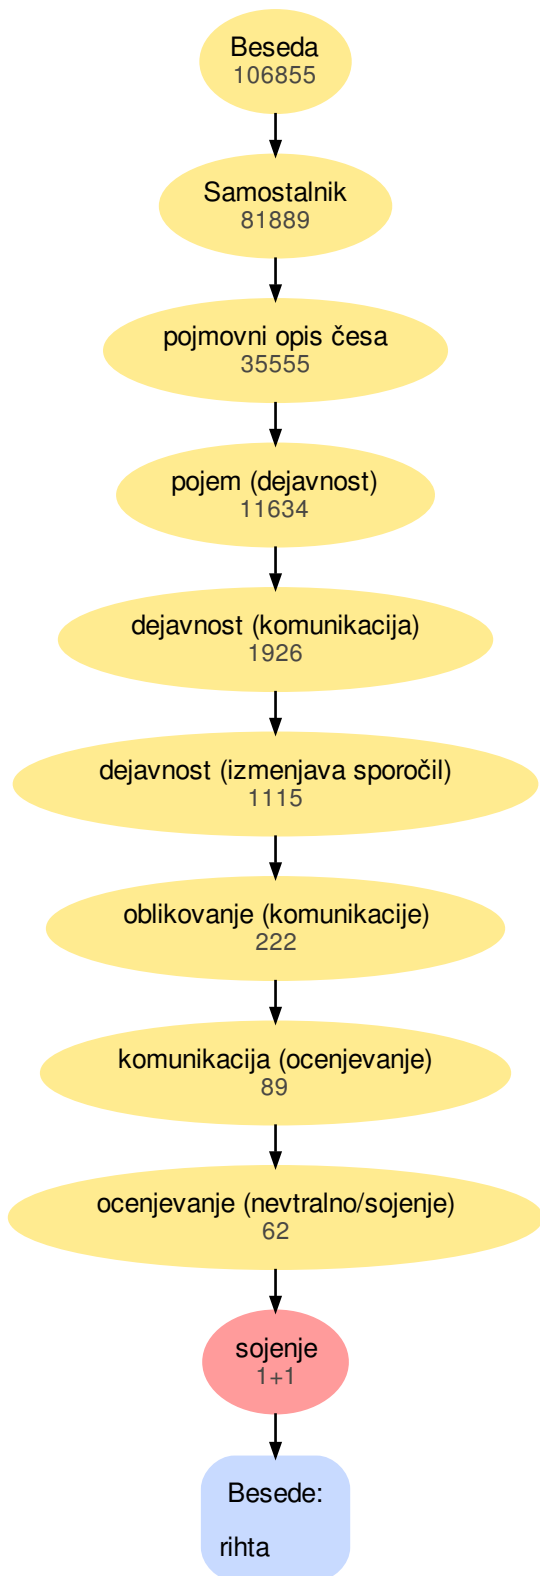 Beseda
106855
Samostalnik
81889
pojmovni opis česa
35555
pojem (dejavnost)
11634
dejavnost (komunikacija)
1926
dejavnost (izmenjava sporočil)
1115
oblikovanje (komunikacije)
222
komunikacija (ocenjevanje)
89
ocenjevanje (nevtralno/sojenje)
62
sojenje
1+1
Besede:
rihta